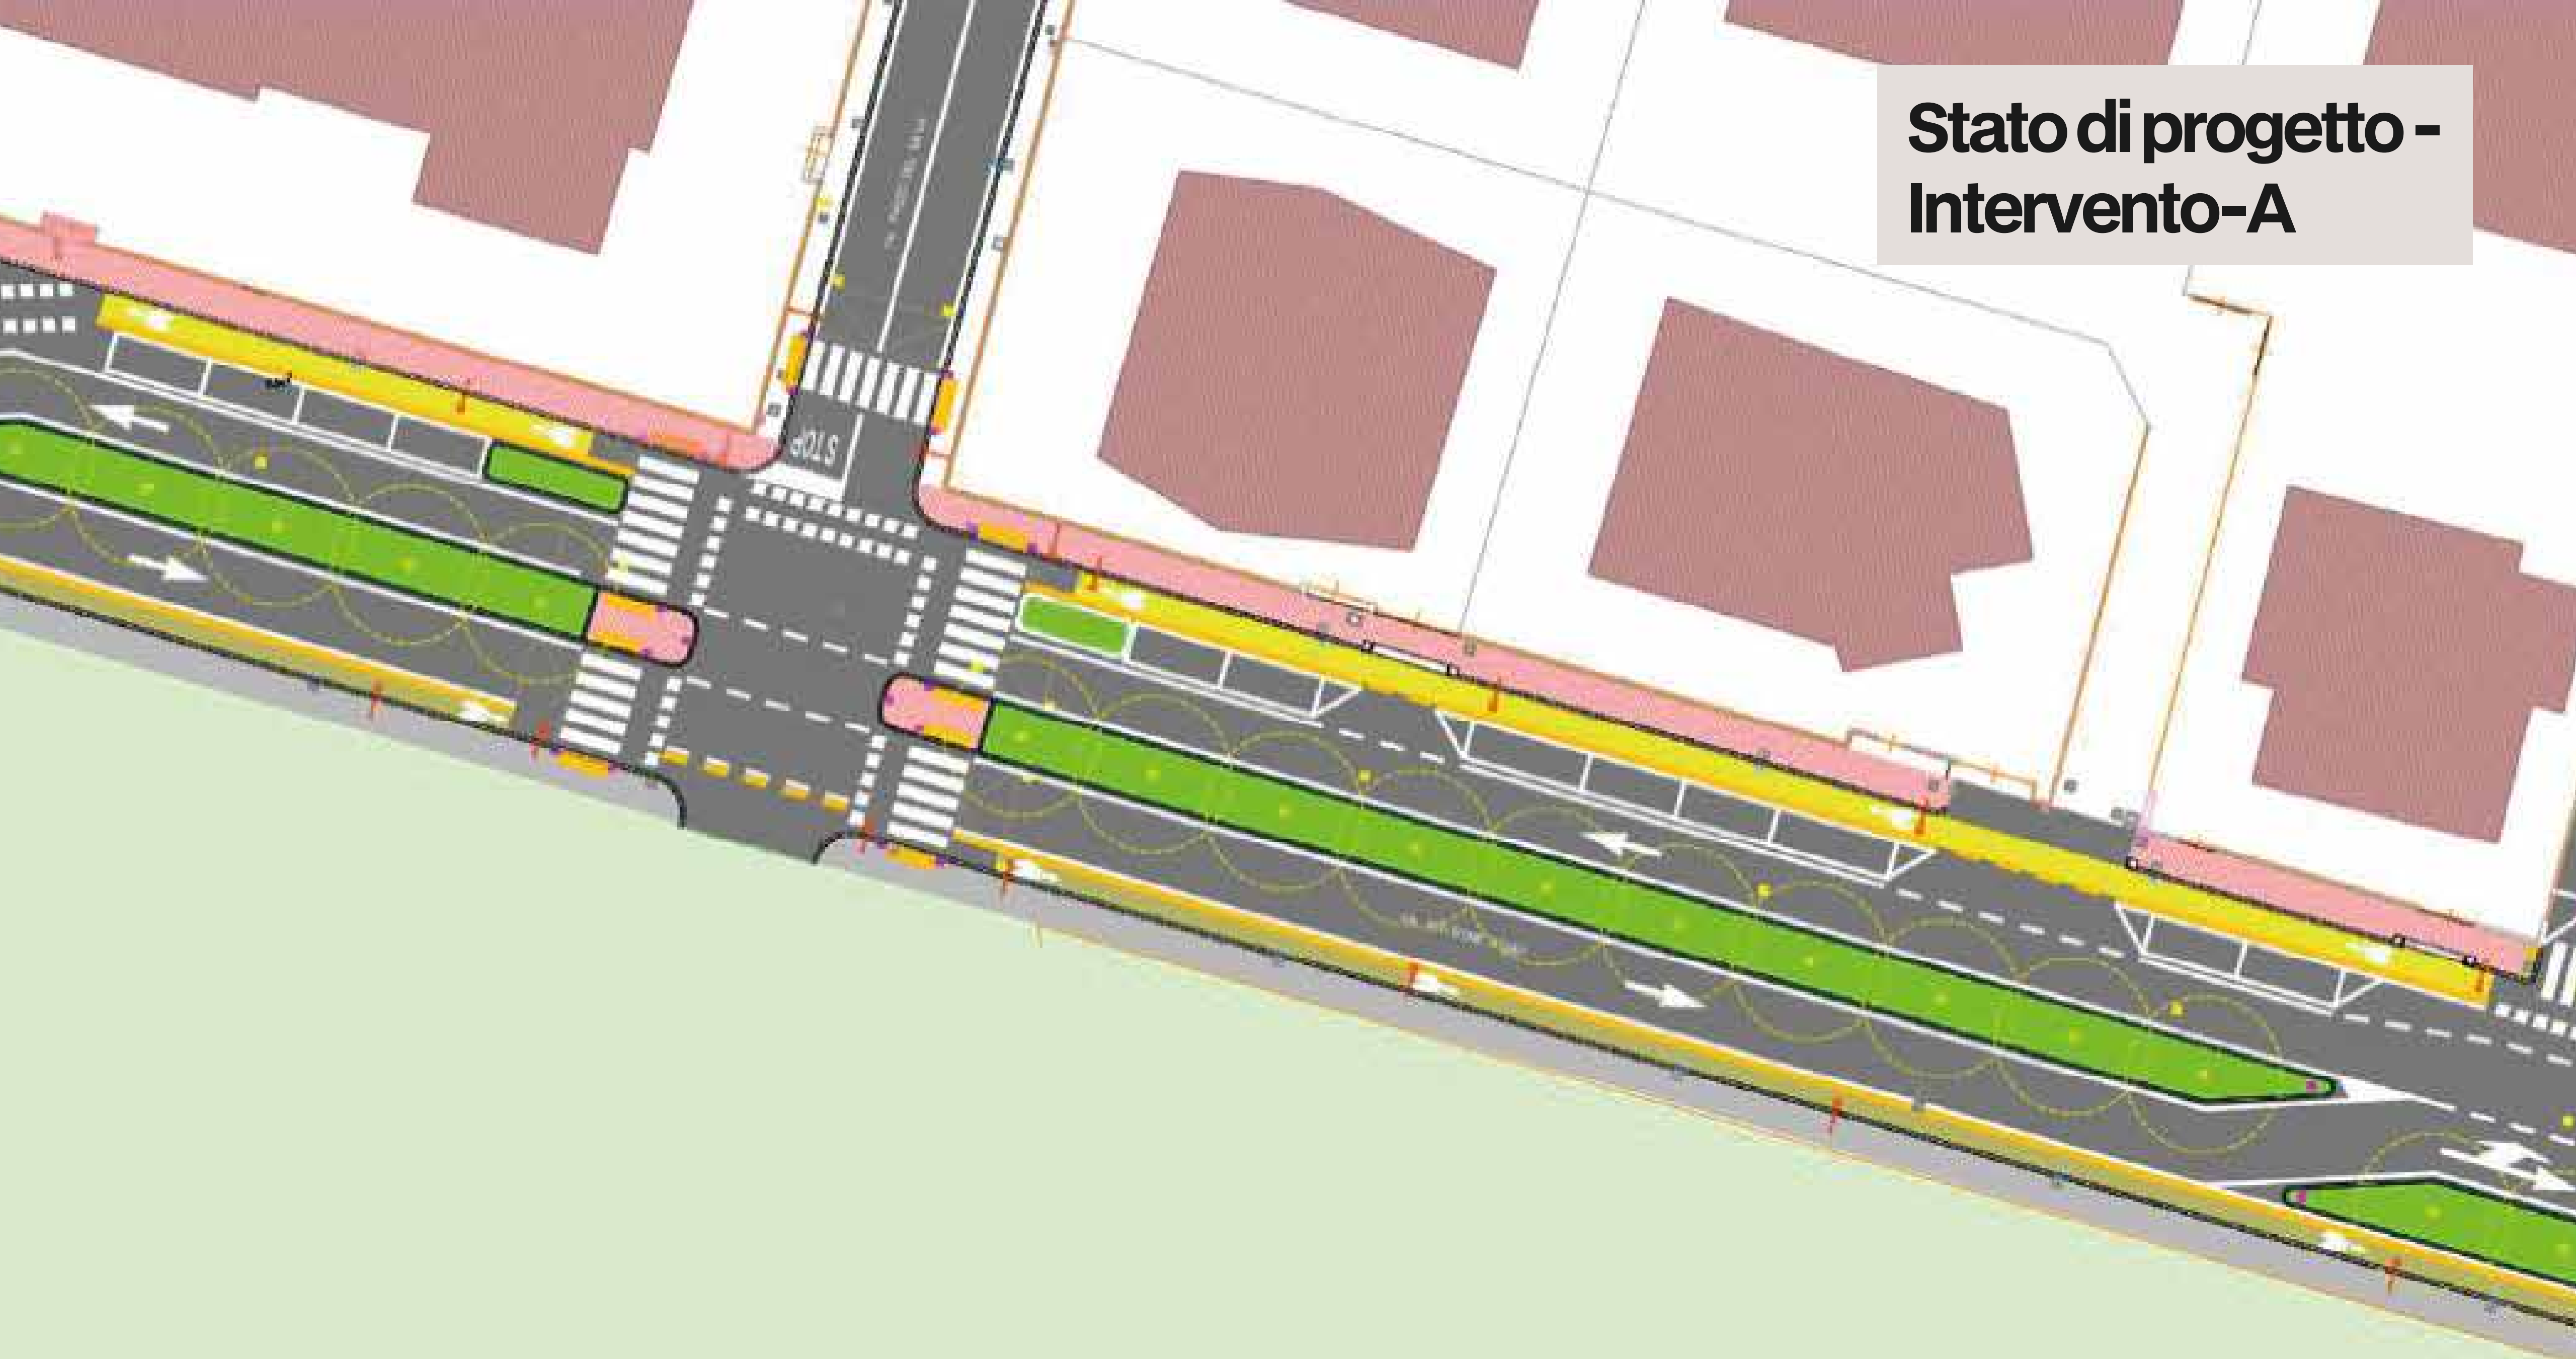 Stato di progetto -
Intervento-A
STOP